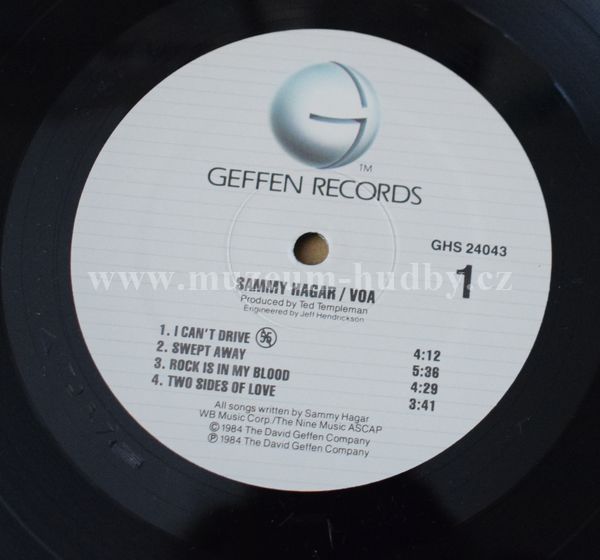 G
TM
GEFFEN RECORDS
GHS 24043
1
SAMMY HAGAR / VOA
Produced by Ted Templeman
Engineered by Jeff Hendrickson
1. I CAN'T DRIVE 55 4:12
2. SWEPT AWAY 5:36
3. ROCK IS IN MY BLOOD 4:29
4. TWO SIDES OF LOVE 3:41
All songs written by Sammy Hagar
WB Music Corp./The Nine Music ASCAP
© 1984 The David Geffen Company
℗ 1984 The David Geffen Company
www.muzeum-hudby.cz